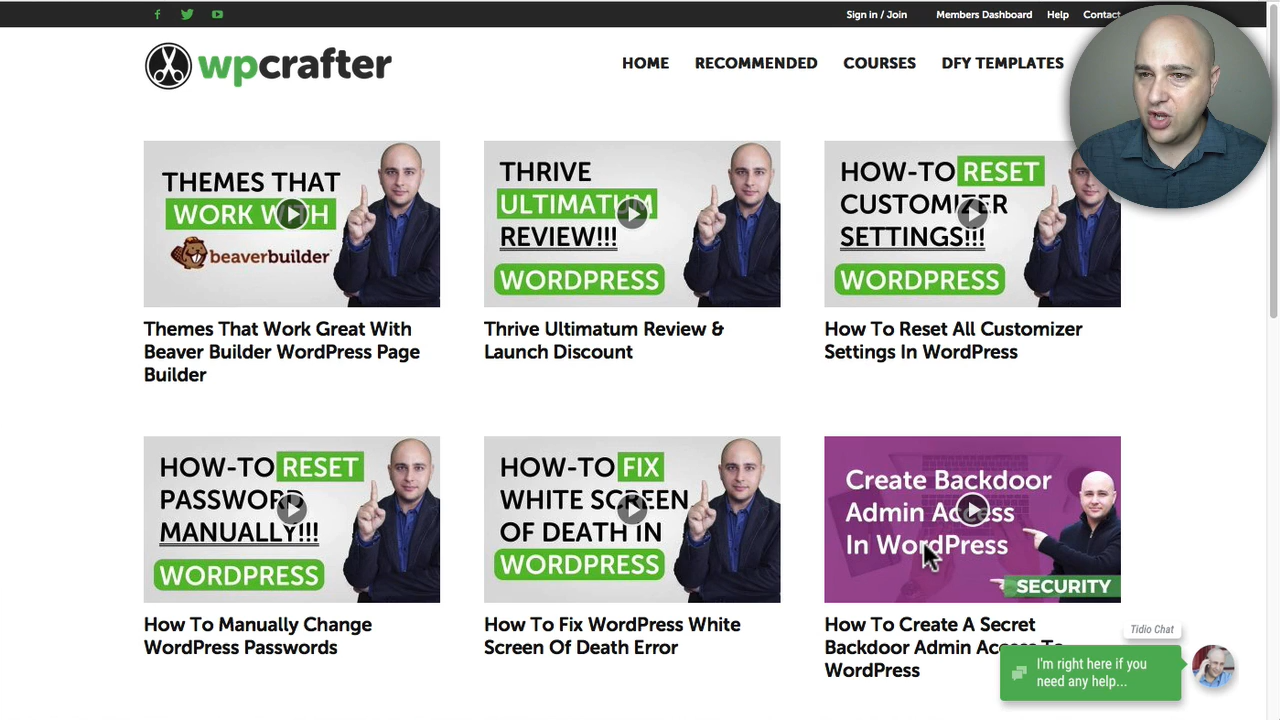 Sign in / Join
Members Dashboard
Help
Contact
wpcrafter
HOME
RECOMMENDED
COURSES
DFY TEMPLATES
THEMES THAT
WORK WITH
beaverbuilder
THRIVE
ULTIMATUM
REVIEW!!!
WORDPRESS
HOW-TO RESET
CUSTOMIZER
SETTINGS!!!
WORDPRESS
Themes That Work Great With
Beaver Builder WordPress Page
Builder
Thrive Ultimatum Review &
Launch Discount
How To Reset All Customizer
Settings In WordPress
HOW-TO RESET
PASSWORD
MANUALLY!!!
WORDPRESS
HOW-TO FIX
WHITE SCREEN
OF DEATH IN
WORDPRESS
Create Backdoor
Admin Access
In WordPress
SECURITY
How To Manually Change
WordPress Passwords
How To Fix WordPress White
Screen Of Death Error
How To Create A Secret
Backdoor Admin Access To
WordPress
Tidio Chat
I'm right here if you
need any help...